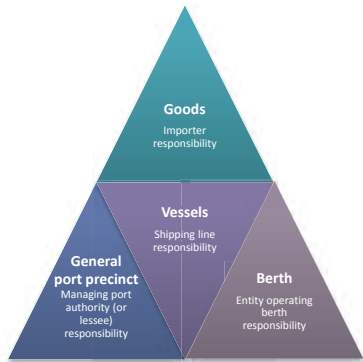 Goods
Importer
responsibility
Vessels
Shipping line
responsibility
General
port precinct
Managing port
authority (or
lessee)
responsibility
Berth
Entity operating
berth
responsibility